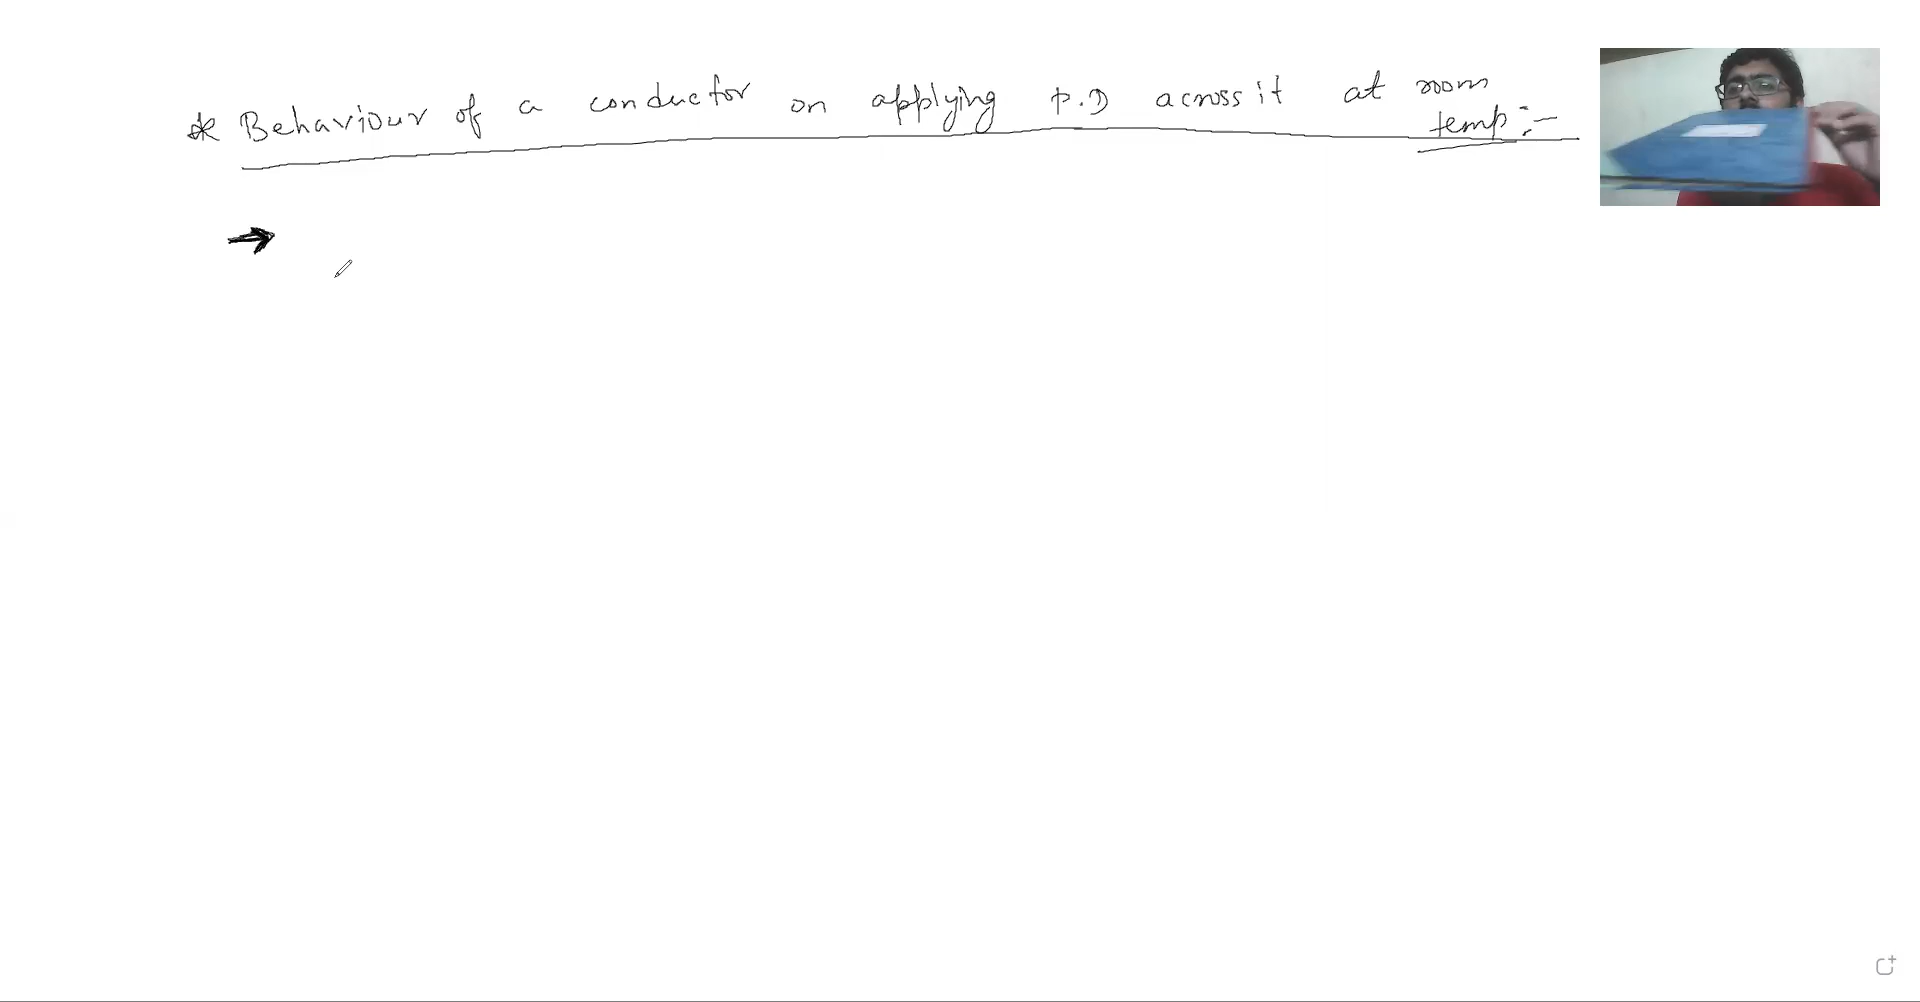 * Behaviour of a conductor on applying p.D across it at room
temp :-
→